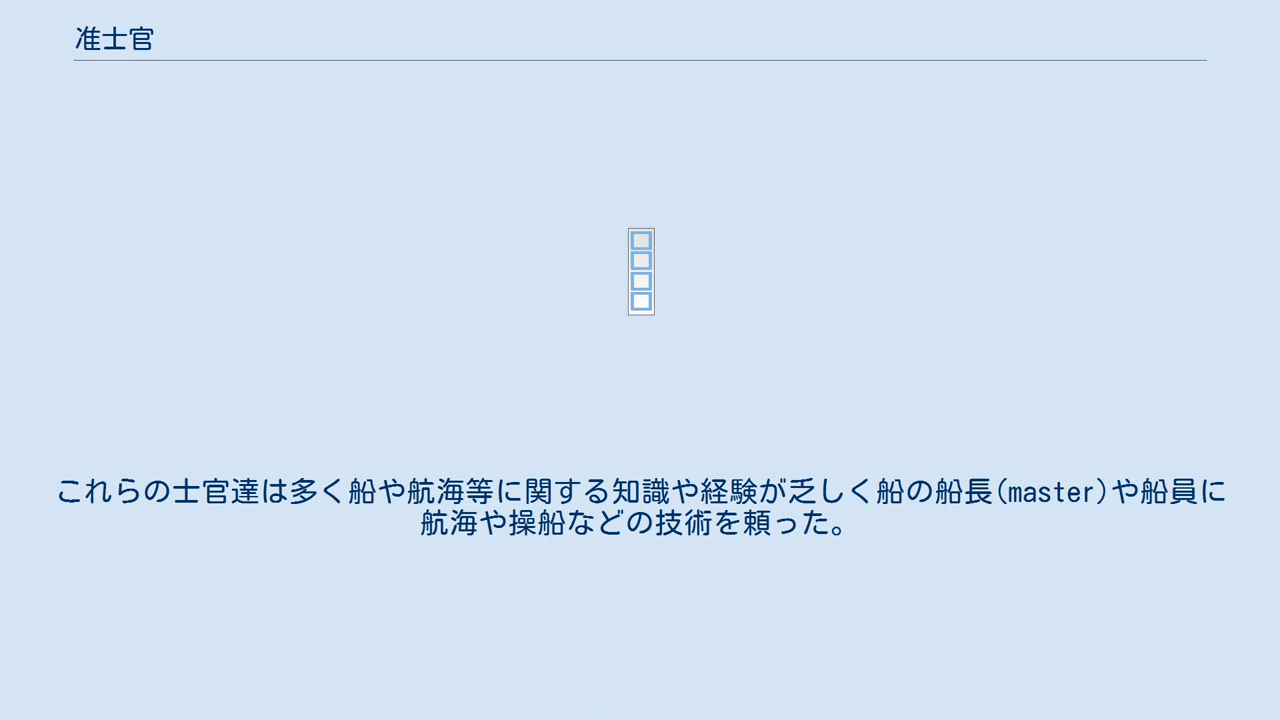 准士官
これらの士官達は多く船や航海等に関する知識や経験が乏しく船の船長(master)や船員に
航海や操船などの技術を頼った。